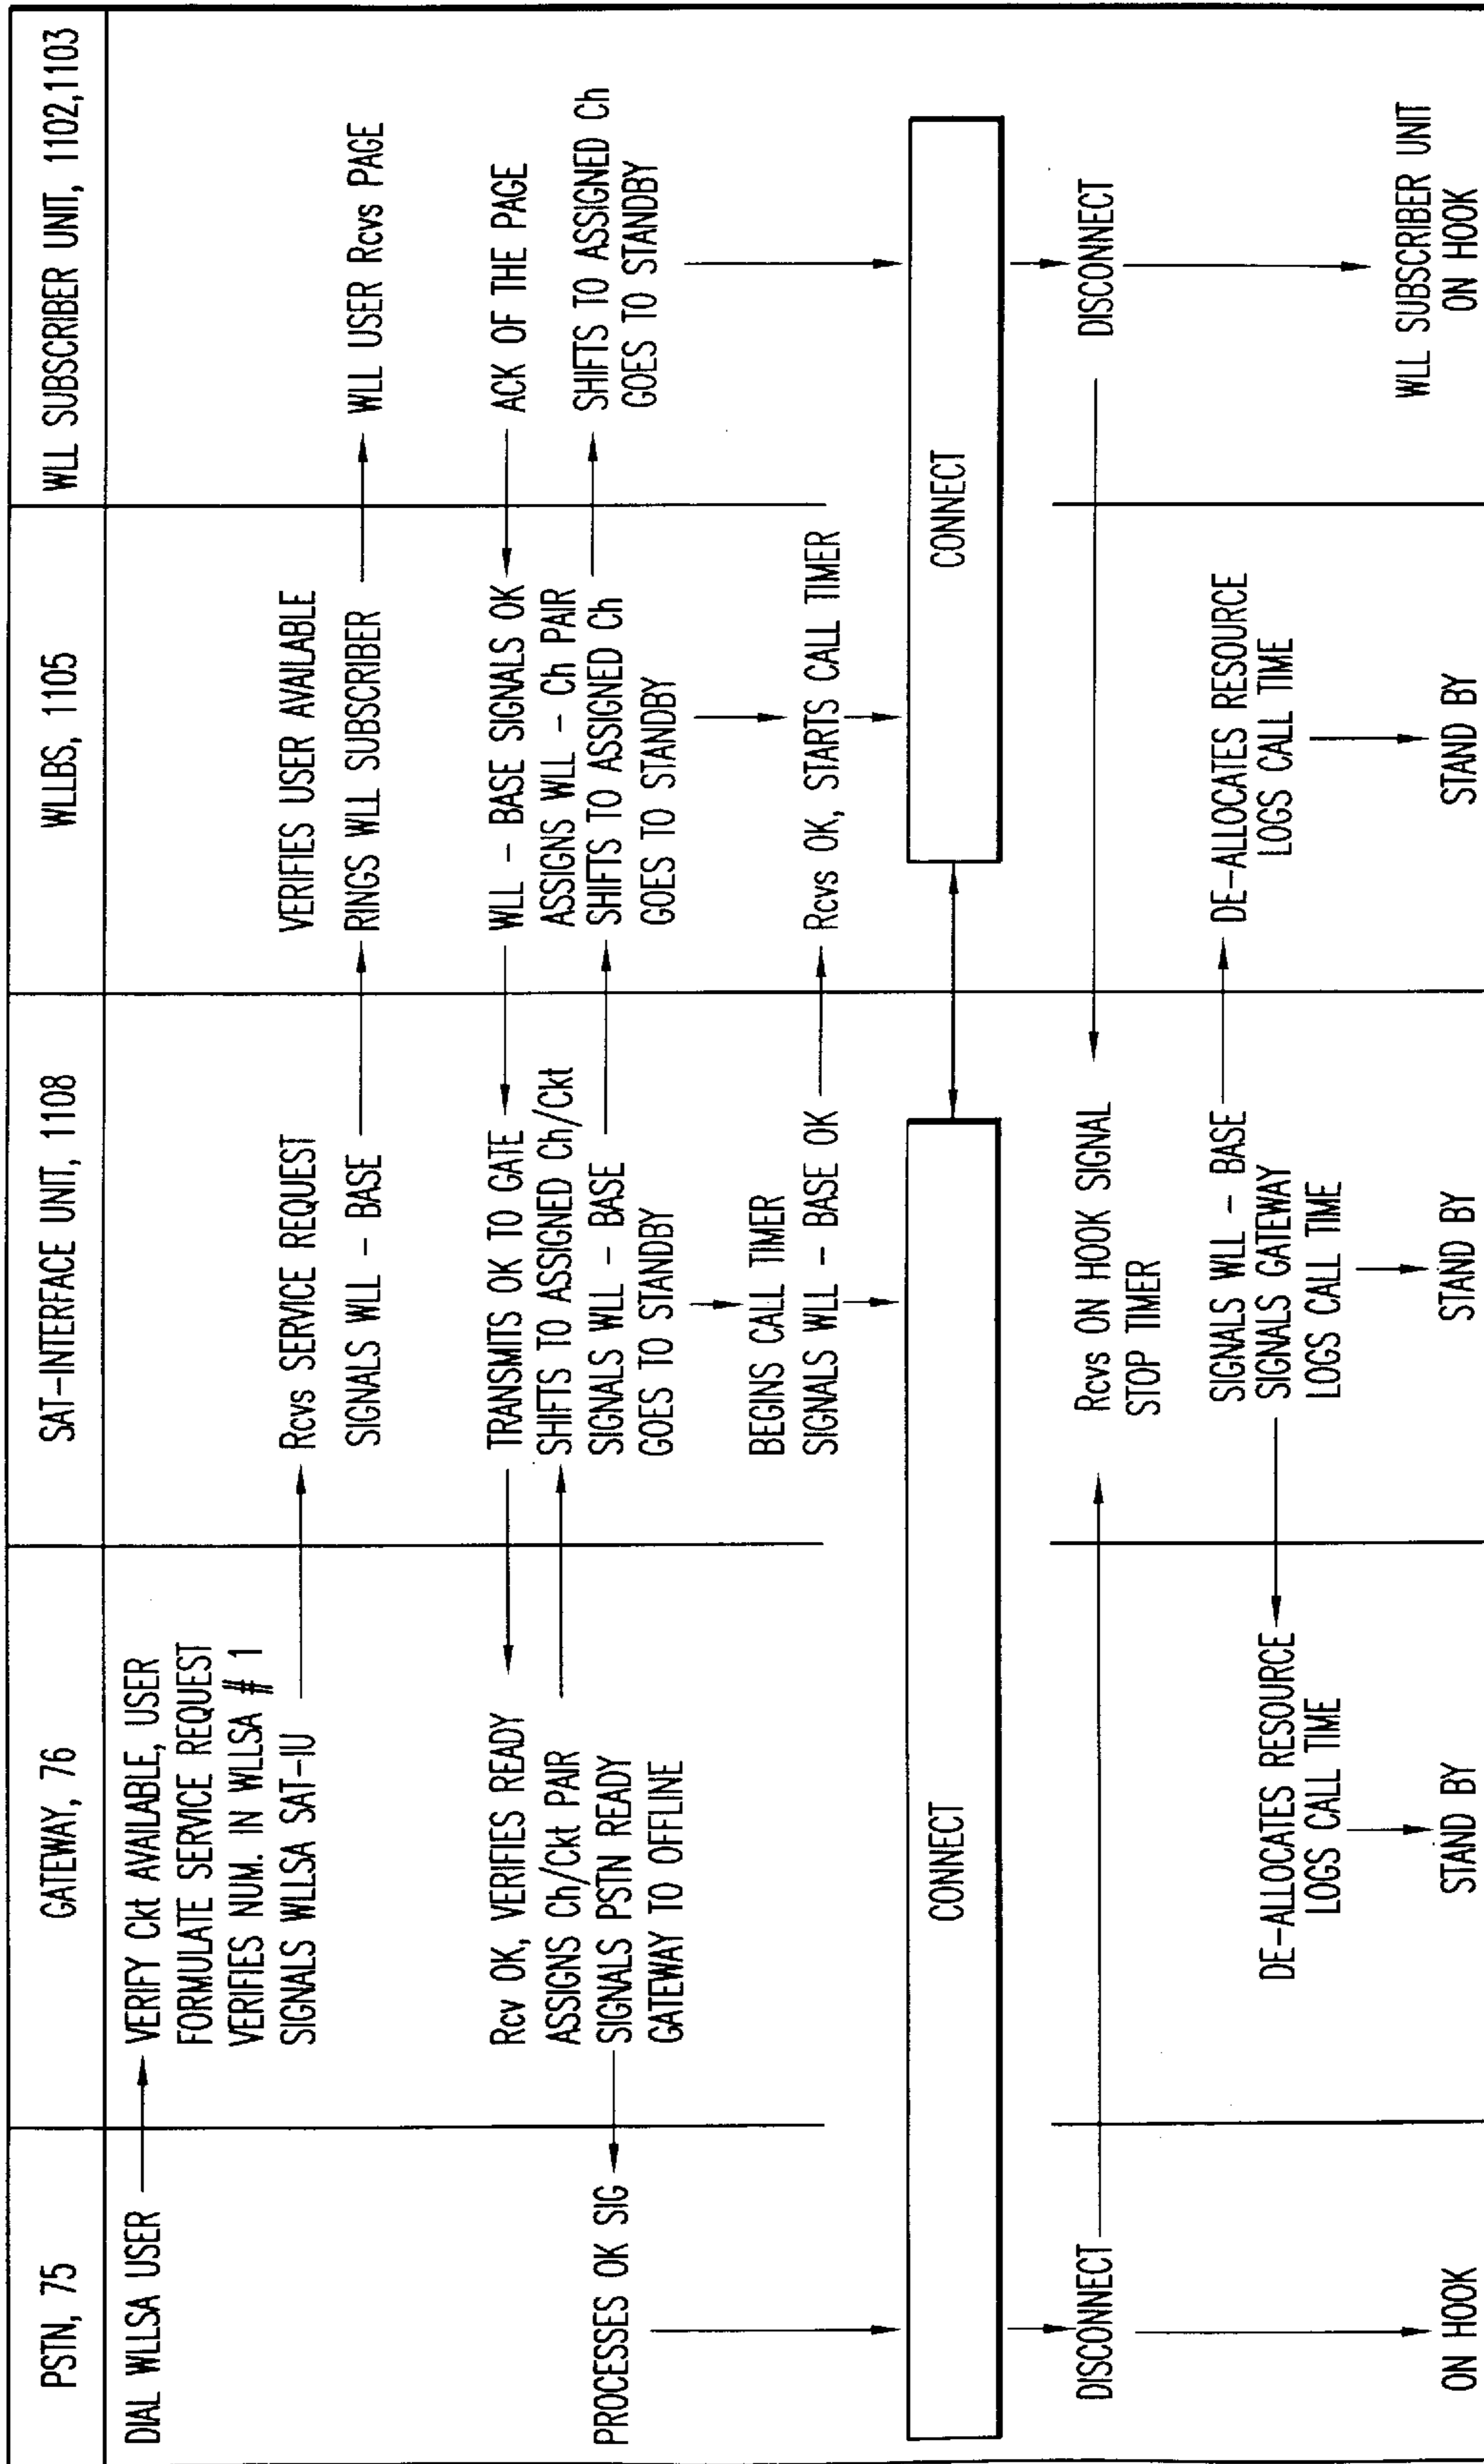 PSTN, 75
GATEWAY, 76
SAT-INTERFACE UNIT, 1108
WLLBS, 1105
WLL SUBSCRIBER UNIT, 1102,1103
DIAL WLLSA USER
VERIFY Ckt AVAILABLE, USER
FORMULATE SERVICE REQUEST
VERIFIES NUM. IN WLLSA # 1
SIGNALS WLLSA SAT-IU
Rcvs SERVICE REQUEST
SIGNALS WLL - BASE
VERIFIES USER AVAILABLE
RINGS WLL SUBSCRIBER
WLL USER Rcvs PAGE
ACK OF THE PAGE
WLL - BASE SIGNALS OK
ASSIGNS WLL - Ch PAIR
SHIFTS TO ASSIGNED Ch
GOES TO STANDBY
SHIFTS TO ASSIGNED Ch
GOES TO STANDBY
TRANSMITS OK TO GATE
SHIFTS TO ASSIGNED Ch/Ckt
SIGNALS WLL - BASE
GOES TO STANDBY
Rcv OK, VERIFIES READY
ASSIGNS Ch/Ckt PAIR
SIGNALS PSTN READY
GATEWAY TO OFFLINE
PROCESSES OK SIG
BEGINS CALL TIMER
SIGNALS WLL - BASE OK
Rcvs OK, STARTS CALL TIMER
CONNECT
CONNECT
DISCONNECT
Rcvs ON HOOK SIGNAL
STOP TIMER
DISCONNECT
SIGNALS WLL - BASE
SIGNALS GATEWAY
LOGS CALL TIME
DE-ALLOCATES RESOURCE
LOGS CALL TIME
DE-ALLOCATES RESOURCE
LOGS CALL TIME
ON HOOK
STAND BY
STAND BY
STAND BY
WLL SUBSCRIBER UNIT
ON HOOK